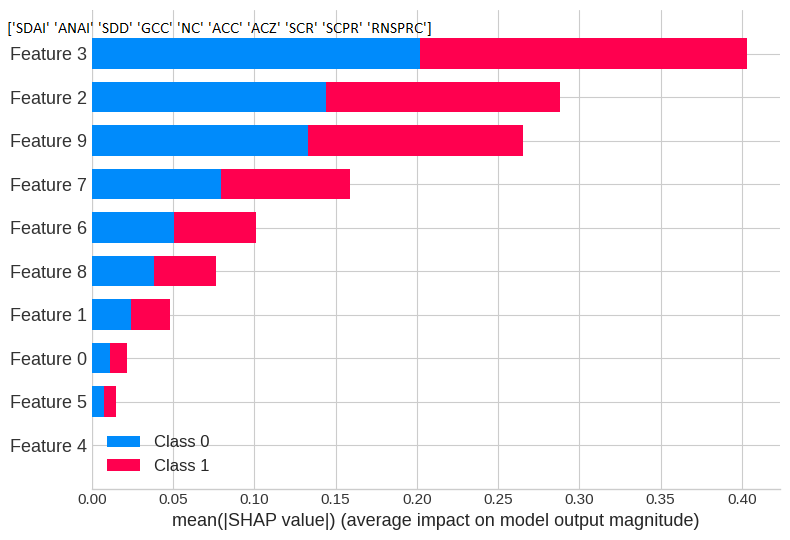 ['SDAI' 'ANAI' 'SDD' 'GCC' 'NC' 'ACC' 'ACZ' 'SCR' 'SCPR' 'RNSPRC']
Feature 3
Feature 2
Feature 9
Feature 7
Feature 6
Feature 8
Feature 1
Feature 0
Feature 5
Feature 4
Class 0
Class 1
0.00 0.05 0.10 0.15 0.20 0.25 0.30 0.35 0.40
mean(|SHAP value|) (average impact on model output magnitude)